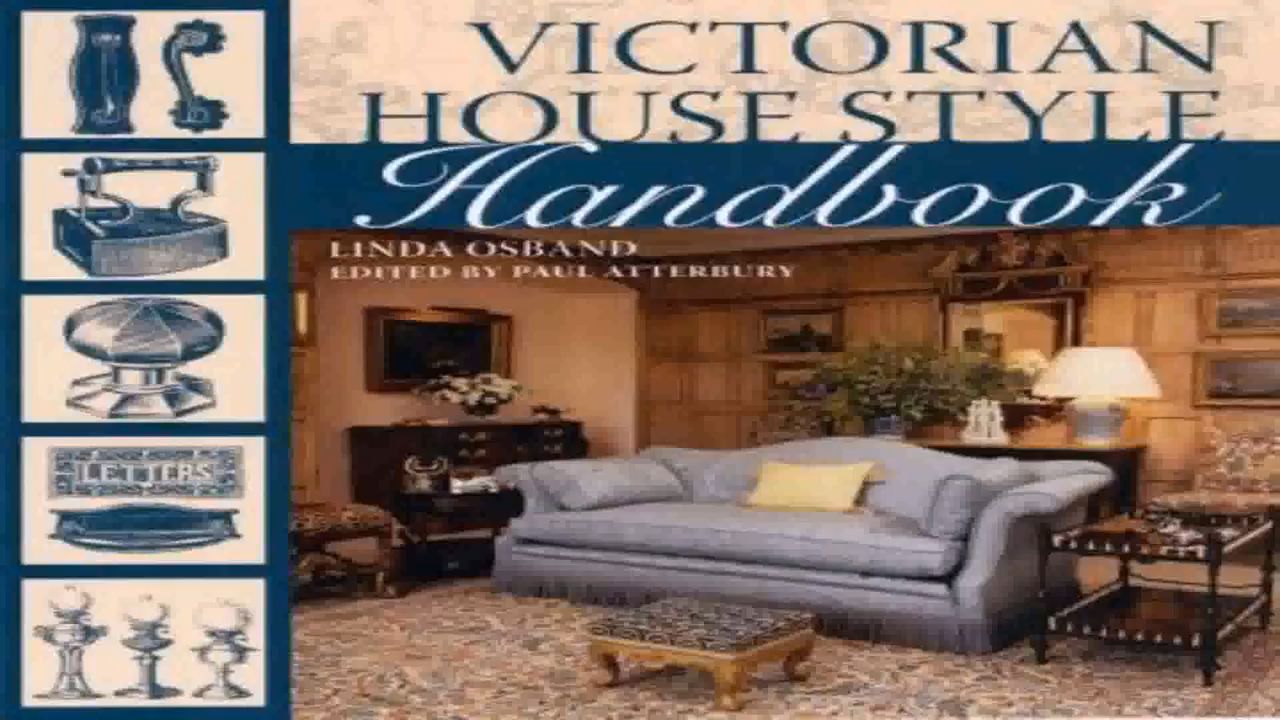 VICTORIAN
HOUSE STYLE
Handbook
LINDA OSBAND
EDITED BY PAUL ATTERBURY
LETTERS